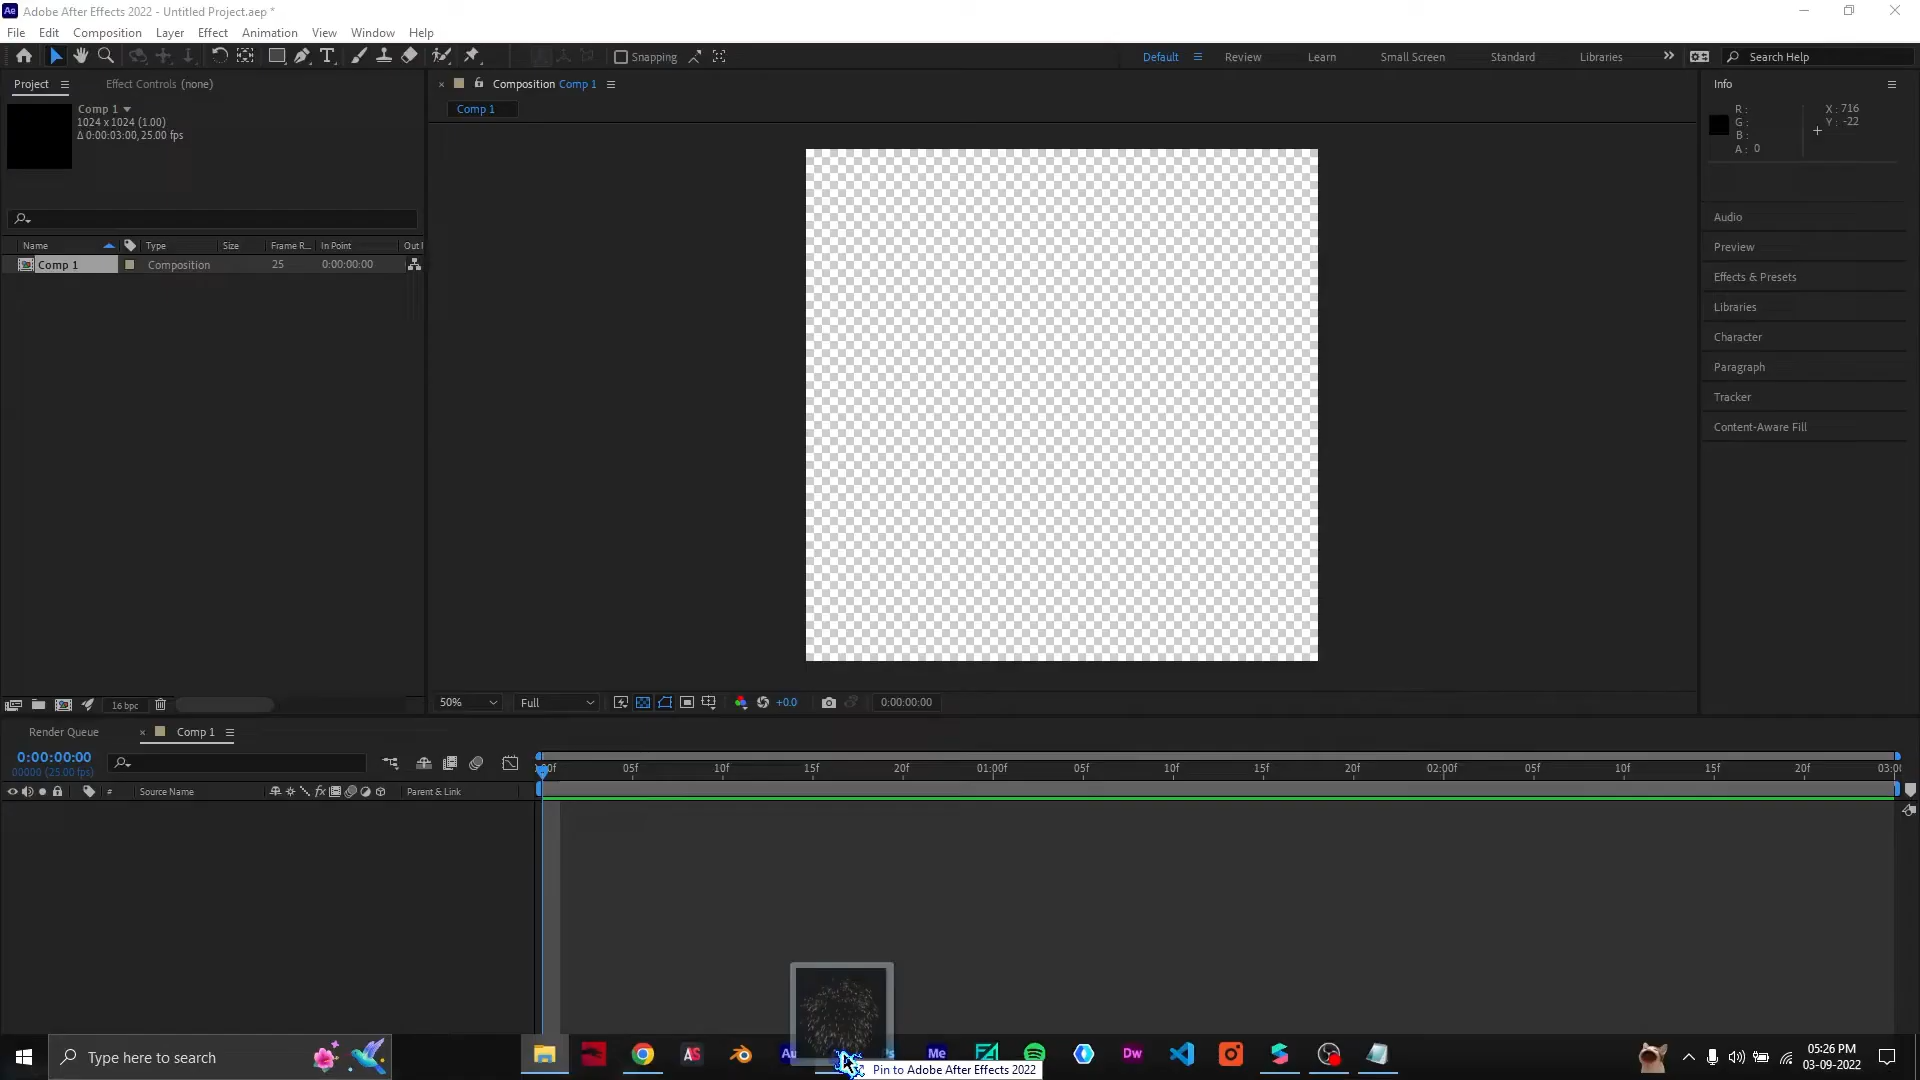 Ae Adobe After Effects 2022 - Untitled Project.aep *
File Edit Composition Layer Effect Animation View Window Help
T Snapping Default Review Learn Small Screen Standard Libraries Search Help
Project Effect Controls (none) Composition Comp 1 Info
Comp 1
1024 x 1024 (1.00)
Δ 0:00:03:00, 25.00 fps
Comp 1
R :
G :
B :
A : 0
X : 716
Y : -22
Name Type Size Frame R... In Point Out
Comp 1 Composition 25 0:00:00:00
Audio
Preview
Effects & Presets
Libraries
Character
Paragraph
Tracker
Content-Aware Fill
16 bpc
50% Full +0.0 0:00:00:00
Render Queue Comp 1
0:00:00:00
00000 (25.00 fps)
05f 10f 15f 20f 01:00f 05f 10f 15f 20f 02:00f 05f 10f 15f 20f
# Source Name fx Parent & Link
Type here to search
AS Au Me Dw
Pin to Adobe After Effects 2022
05:26 PM
03-09-2022